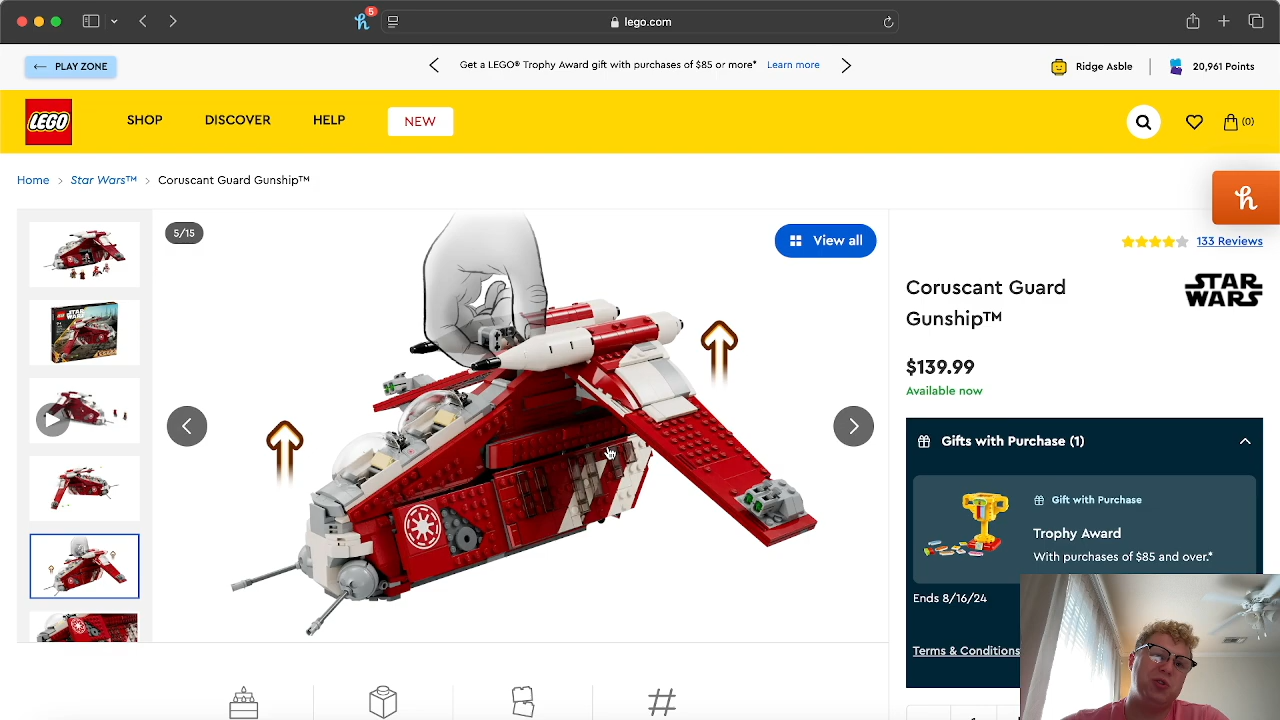 5
lego.com
PLAY ZONE
Get a LEGO® Trophy Award gift with purchases of $85 or more* Learn more
Ridge Asble
20,961 Points
LEGO
SHOP
DISCOVER
HELP
NEW
(0)
Home > Star Wars™ > Coruscant Guard Gunship™
h
5/15
View all
133 Reviews
Coruscant Guard
Gunship™
STAR
WARS
$139.99
Available now
Gifts with Purchase (1)
Gift with Purchase
Trophy Award
With purchases of $85 and over.*
Ends 8/16/24
Terms & Conditions